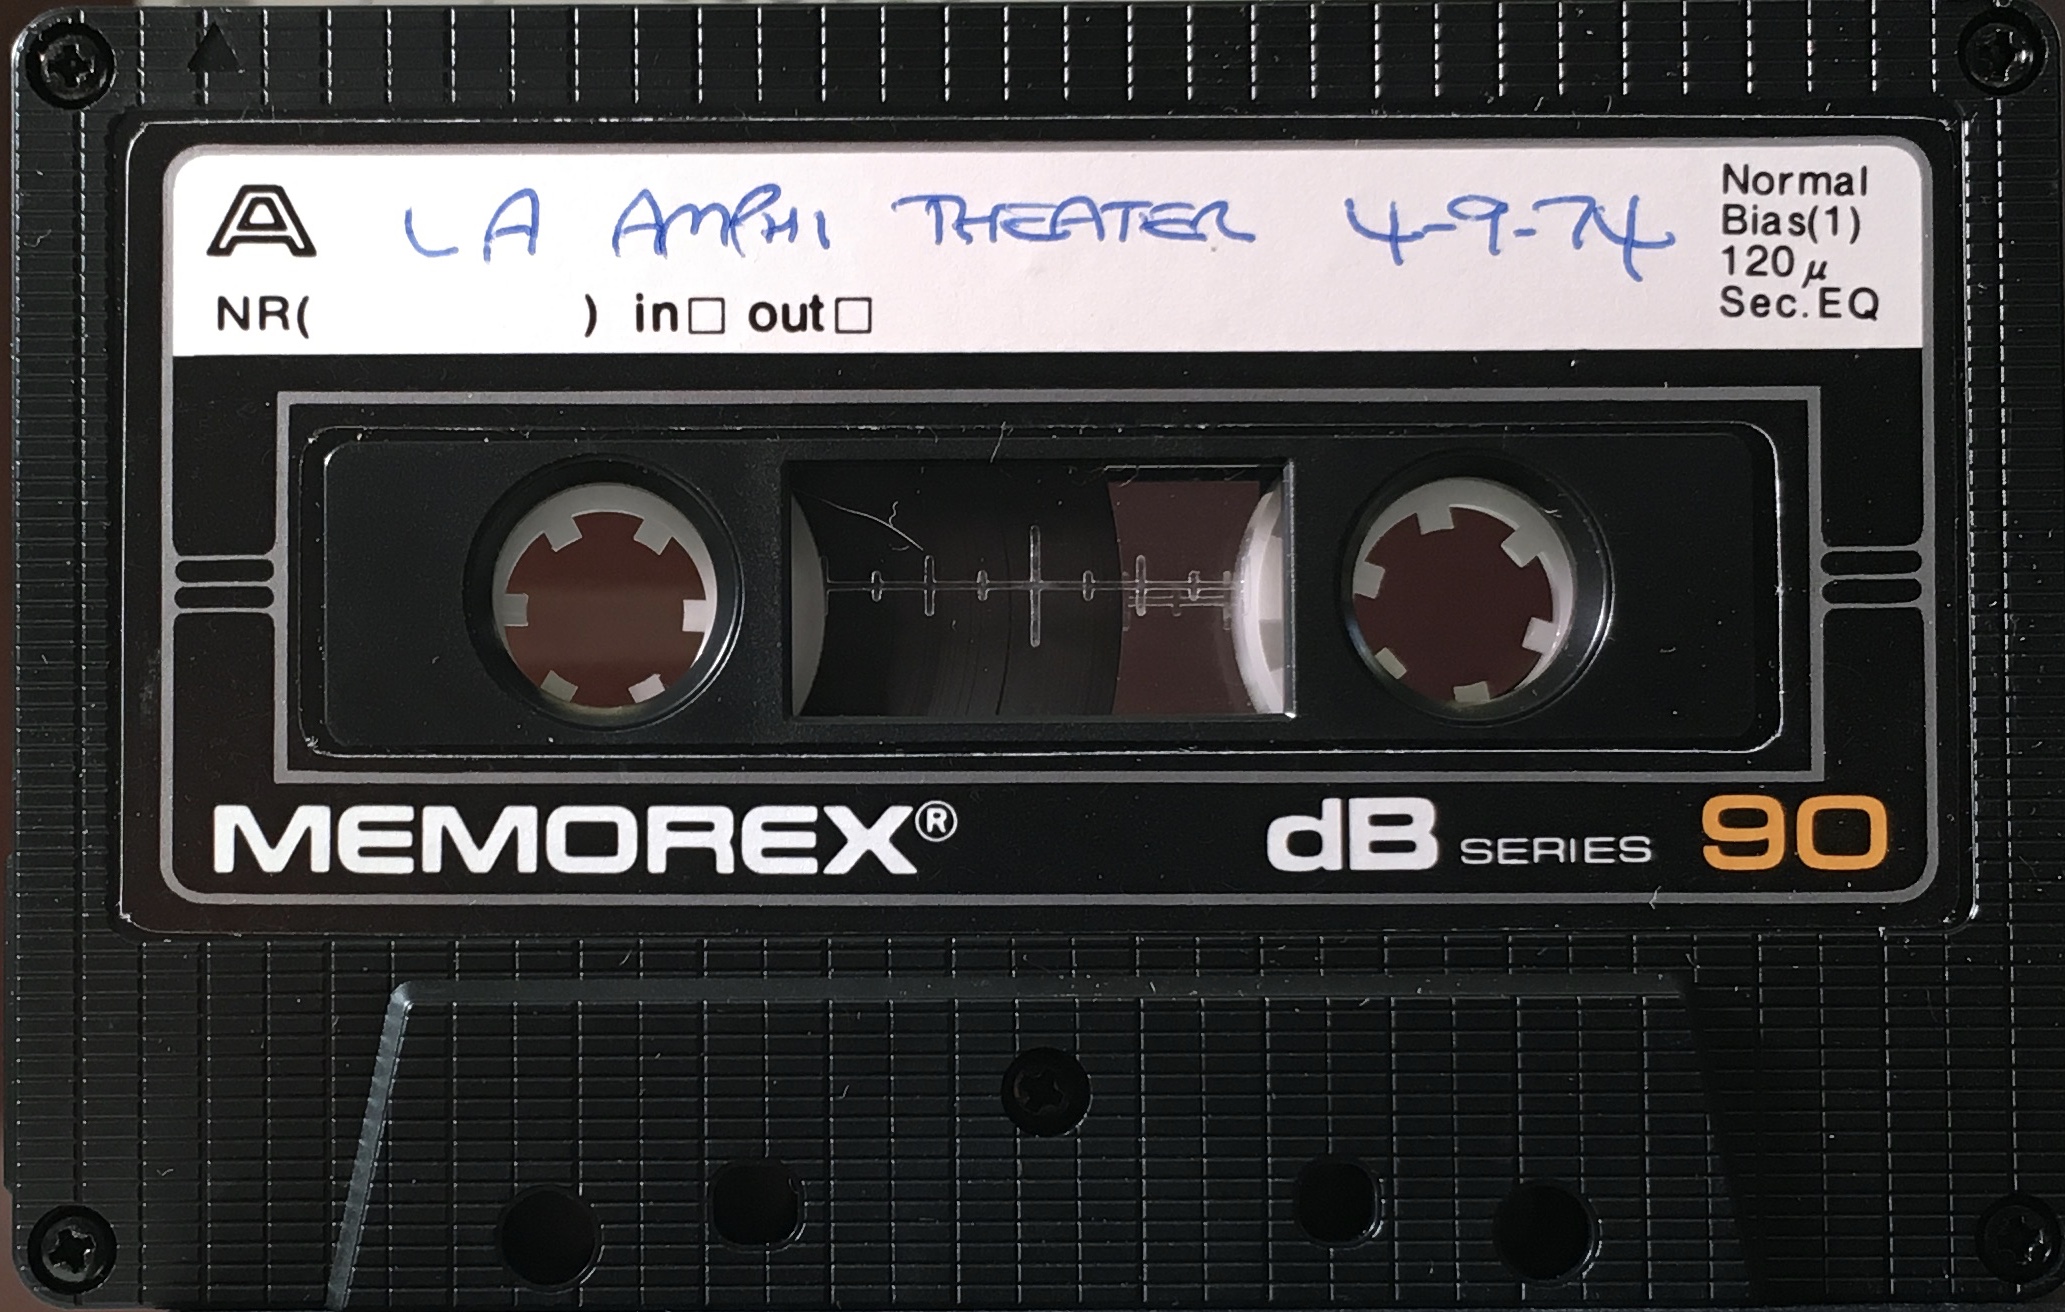 A LA AMPHI THEATER 4-9-74
Normal
Bias(1)
120 μ
Sec. EQ
NR( ) in□ out□
MEMOREX® dB SERIES 90